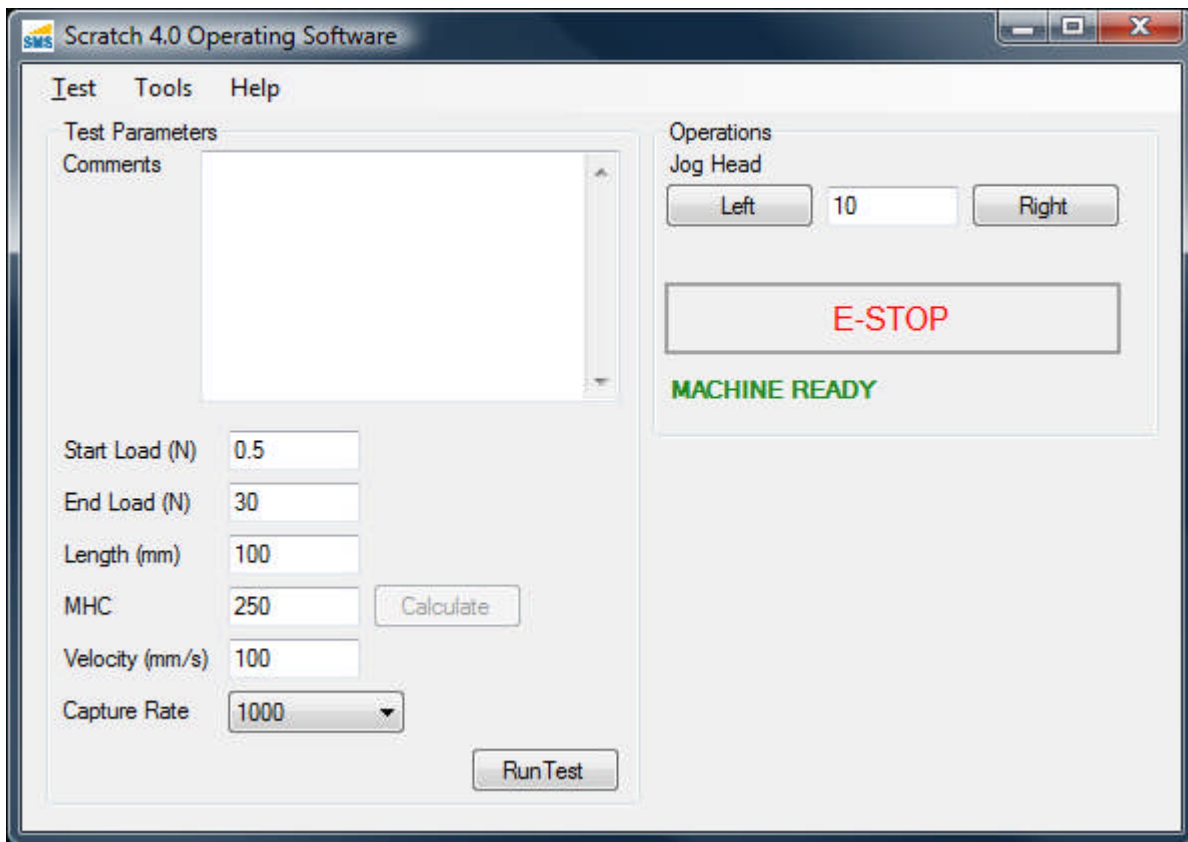 SMS Scratch 4.0 Operating Software
Test Tools Help
Test Parameters
Comments
Start Load (N) 0.5
End Load (N) 30
Length (mm) 100
MHC 250 Calculate
Velocity (mm/s) 100
Capture Rate 1000
RunTest
Operations
Jog Head
Left 10 Right
E-STOP
MACHINE READY